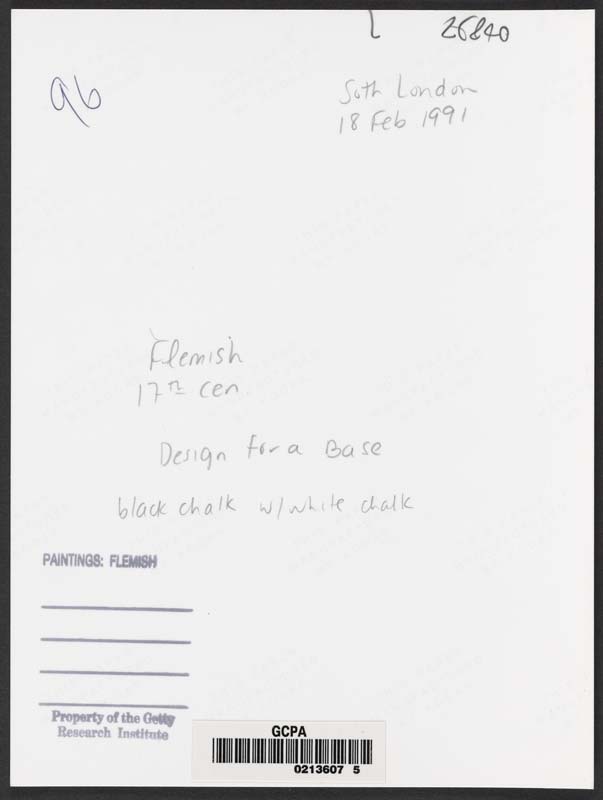 26840
96
Soth London
18 Feb 1991
Flemish
17th cen
Design for a Base
black chalk w/white chalk
PAINTINGS: FLEMISH
Property of the Getty
Research Institute
GCPA
0213607 5